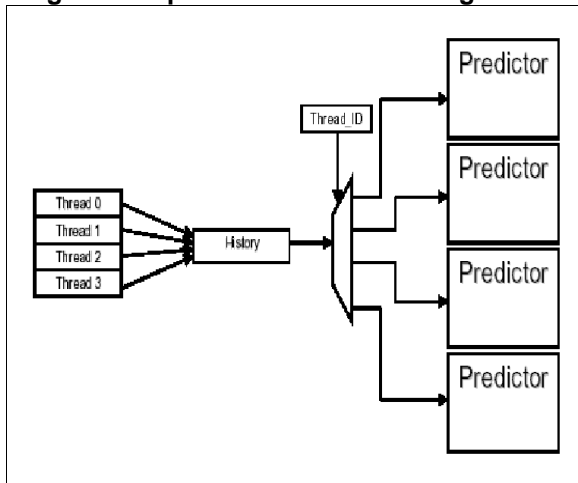 Predictor
Thread_ID
Predictor
Thread 0
Thread 1
History
Thread 2
Thread 3
Predictor
Predictor